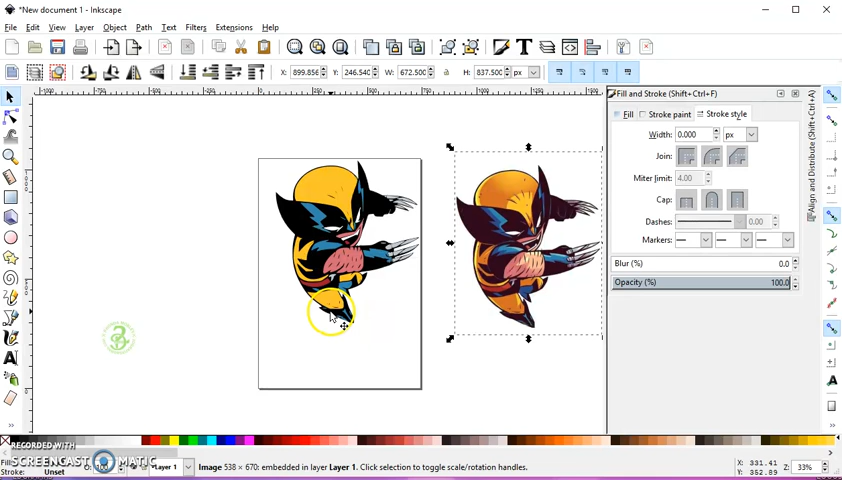 *New document 1 - Inkscape
File Edit View Layer Object Path Text Filters Extensions Help
X: 899.856 Y: 246.540 W: 672.500 H: 837.500 px
Fill and Stroke (Shift+Ctrl+F)
Fill Stroke paint Stroke style
Width: 0.000 px
Join:
Miter limit: 4.00
Cap:
Dashes: 0.00
Markers:
Blur (%) 0.0
Opacity (%) 100.0
Align and Distribute (Shift+Ctrl+A)
RECORDED WITH
SCREENCAST MATIC
Stroke: Unset O: 100 Layer 1 Image 538 × 670: embedded in layer Layer 1. Click selection to toggle scale/rotation handles.
X: 331.41
Y: 352.89
Z: 33%